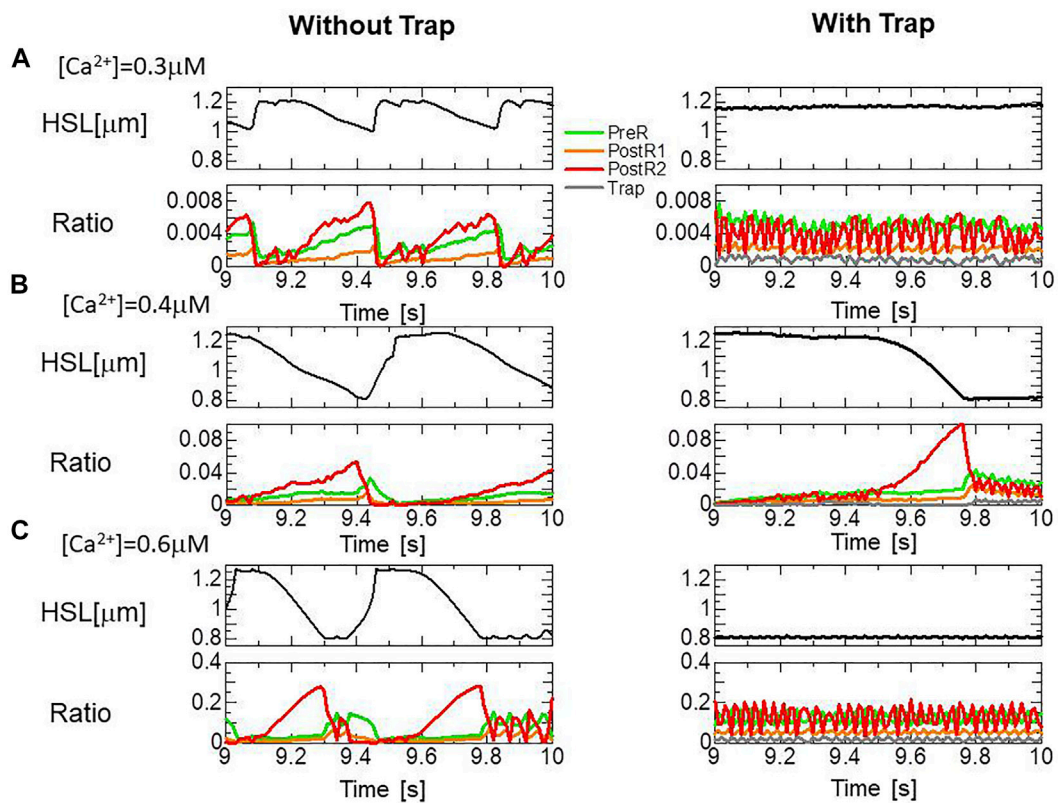 Without Trap With Trap
A [Ca²⁺]=0.3μM
HSL[μm] 1.2 1 0.8 1.2 1 0.8
PreR
PostR1
PostR2
Trap
Ratio 0.008 0.004 0 0.008 0.004 0
9 9.2 9.4 9.6 9.8 10 9 9.2 9.4 9.6 9.8 10
Time [s] Time [s]
B [Ca²⁺]=0.4μM
HSL[μm] 1.2 1 0.8 1.2 1 0.8
Ratio 0.08 0.04 0 0.08 0.04 0
9 9.2 9.4 9.6 9.8 10 9 9.2 9.4 9.6 9.8 10
Time [s] Time [s]
C [Ca²⁺]=0.6μM
HSL[μm] 1.2 1 0.8 1.2 1 0.8
Ratio 0.4 0.2 0 0.4 0.2 0
9 9.2 9.4 9.6 9.8 10 9 9.2 9.4 9.6 9.8 10
Time [s] Time [s]